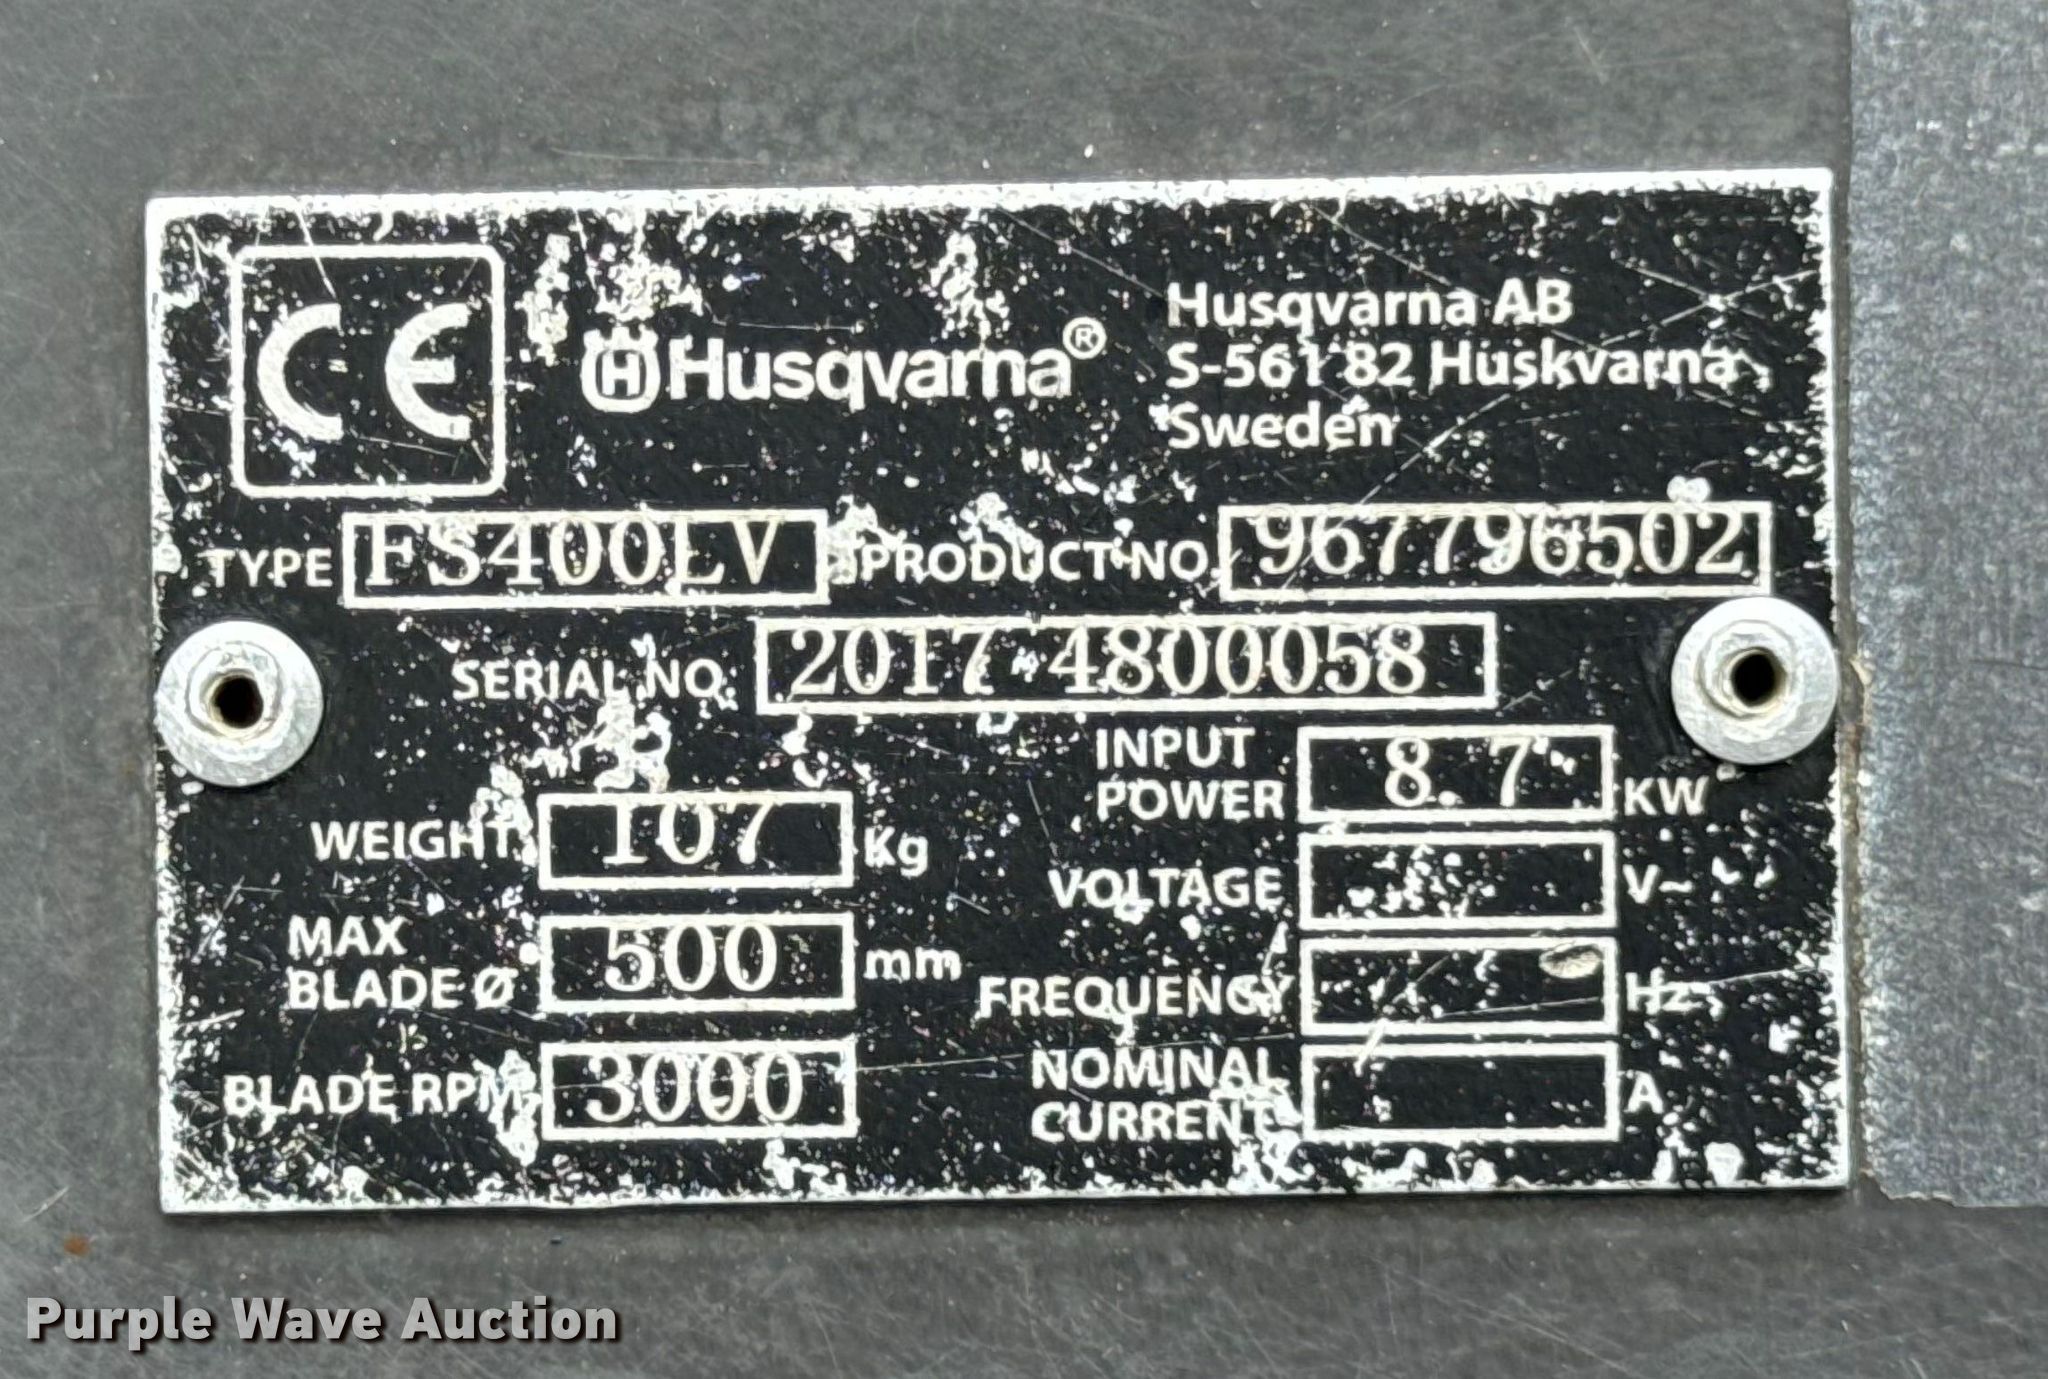 CE
Husqvarna®
Husqvarna AB
S-561 82 Huskvarna,
Sweden
TYPE FS400LV PRODUCT NO. 967796502
SERIAL NO. 2017 4800058
INPUT POWER 8.7 KW
WEIGHT 107 Kg
VOLTAGE V~
MAX BLADE Ø 500 mm
FREQUENCY Hz
BLADE RPM 3000
NOMINAL CURRENT A
Purple Wave Auction